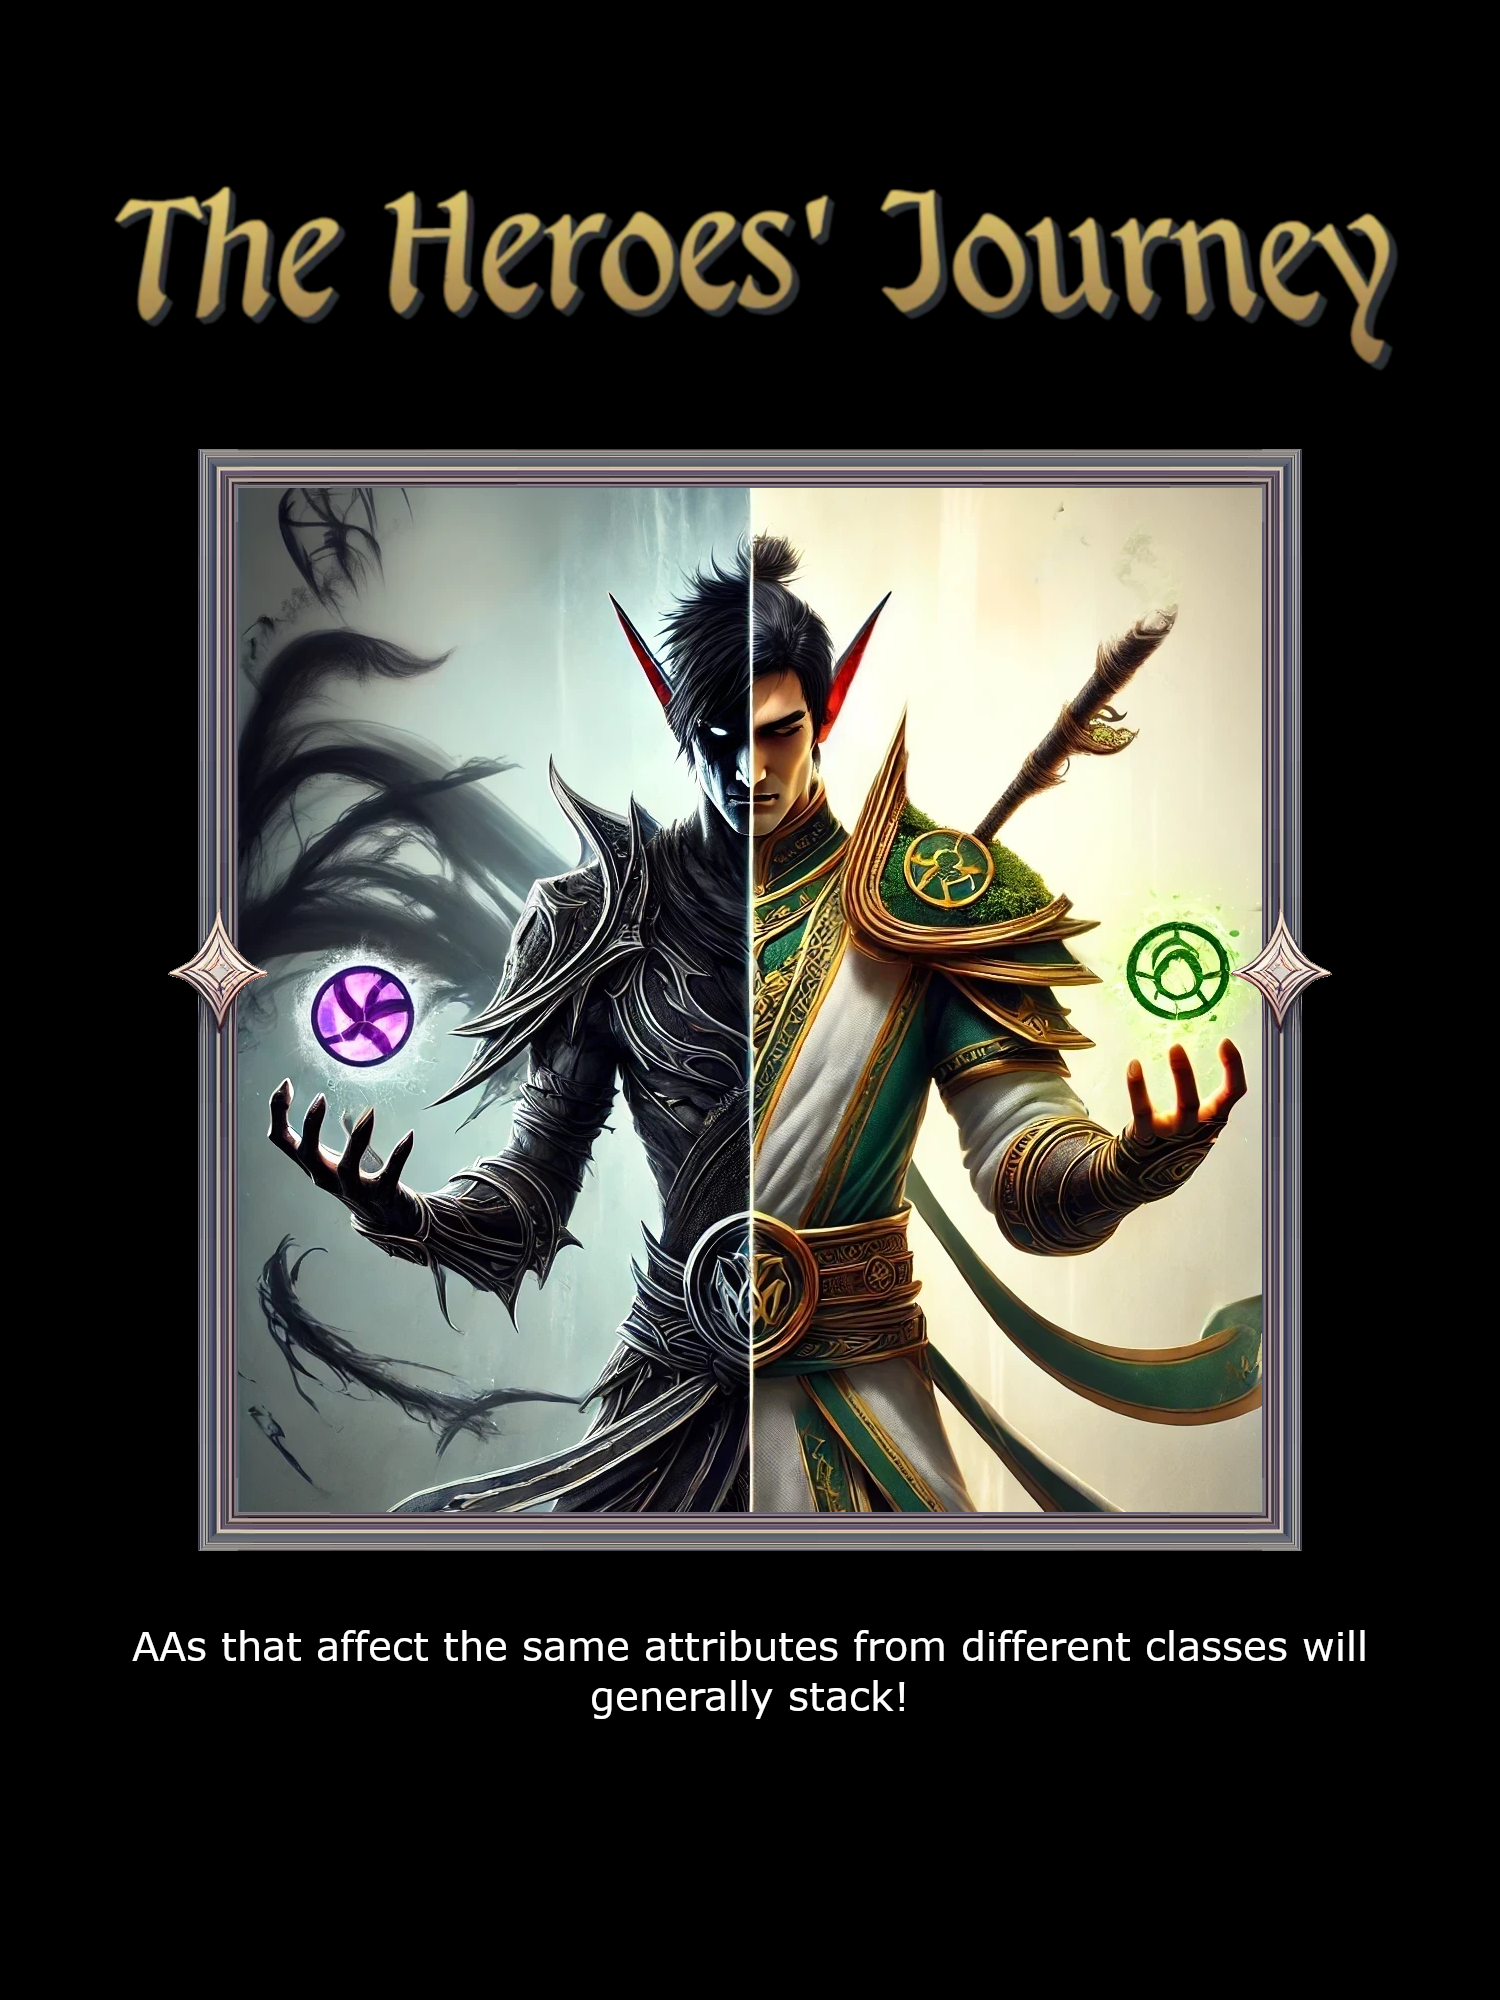 The Heroes' Journey
AAs that affect the same attributes from different classes will
generally stack!